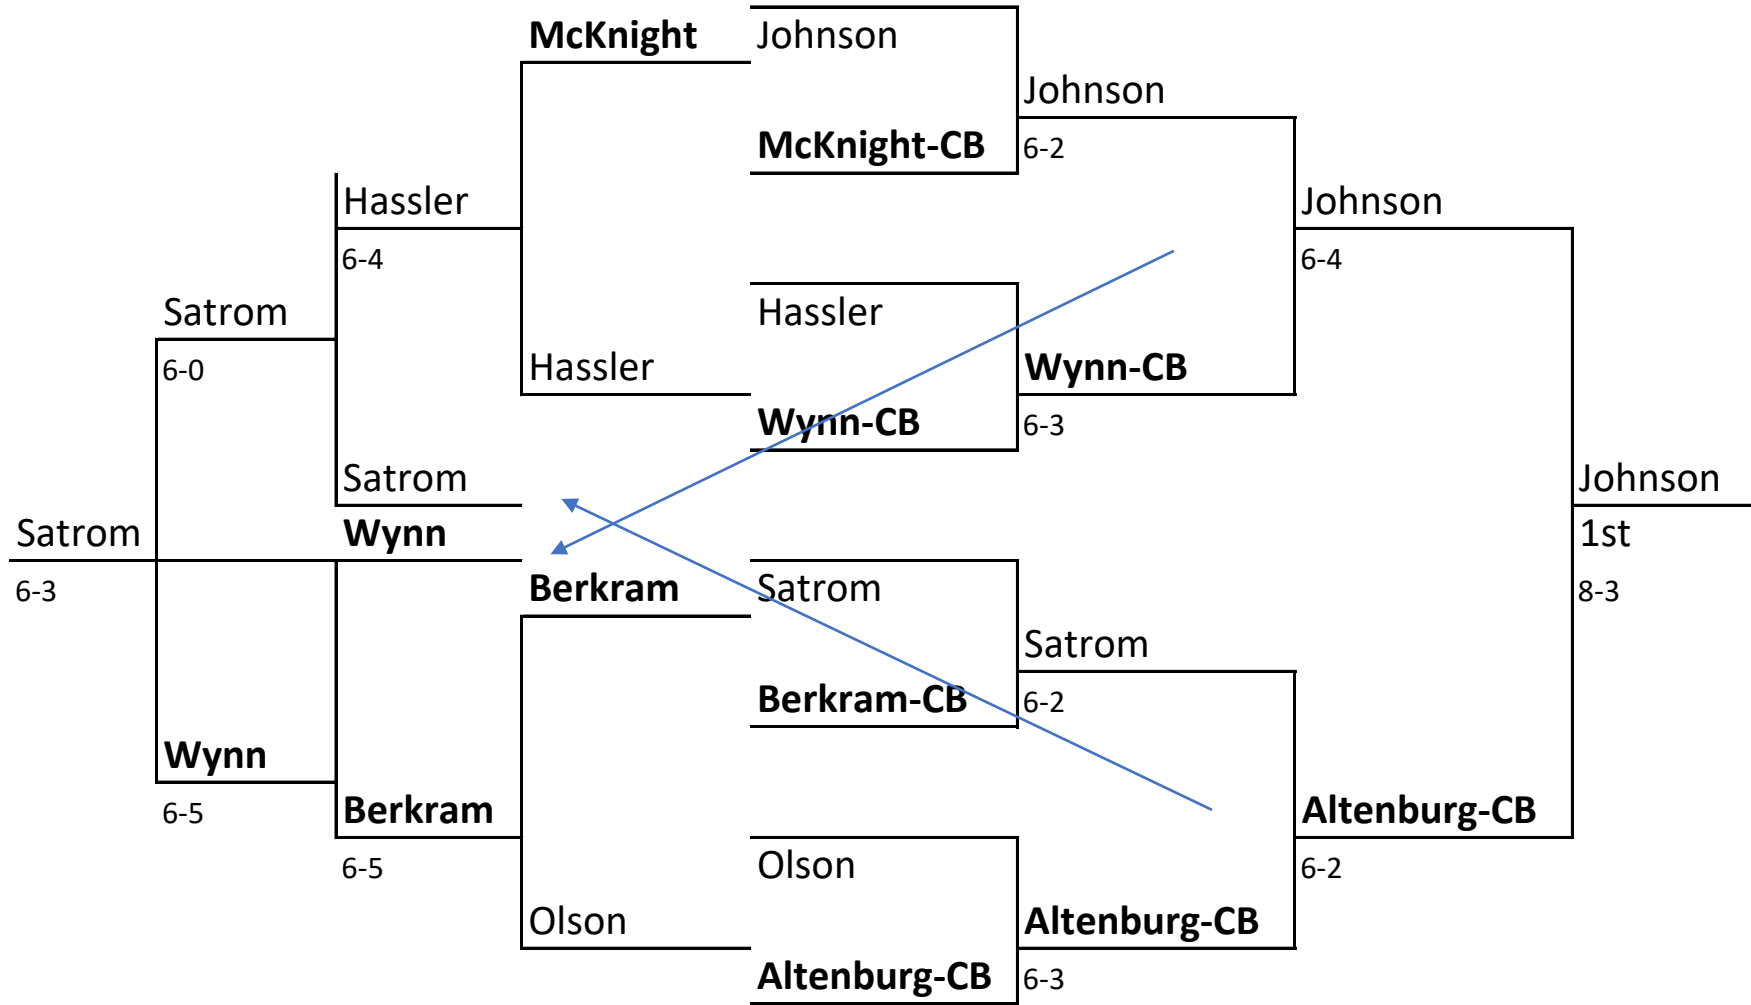 McKnight
Johnson
Johnson
McKnight-CB
6-2
Hassler
Johnson
6-4
6-4
Satrom
Hassler
6-0
Hassler
Wynn-CB
Wynn-CB
6-3
Satrom
Johnson
Satrom
Wynn
1st
6-3
Berkram
Satrom
8-3
Satrom
Berkram-CB
6-2
Wynn
6-5
Berkram
Altenburg-CB
6-5
Olson
6-2
Olson
Altenburg-CB
Altenburg-CB
6-3